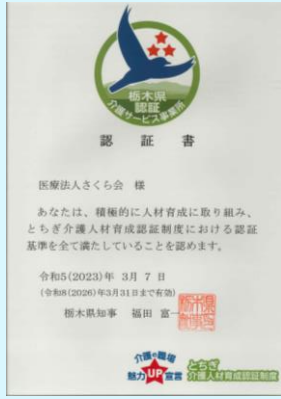 栃木県
認証
介護サービス事業所
認証書
医療法人さくら会 様
あなたは、積極的に人材育成に取り組み、
とちぎ介護人材育成認証制度における認証
基準を全て満たしていることを認めます。
令和5(2023)年 3月 7日
(令和8(2026)年3月31日まで有効)
栃木県知事 福田 富一
介護の職場
魅力UP宣言
とちぎ
介護人材育成認証制度